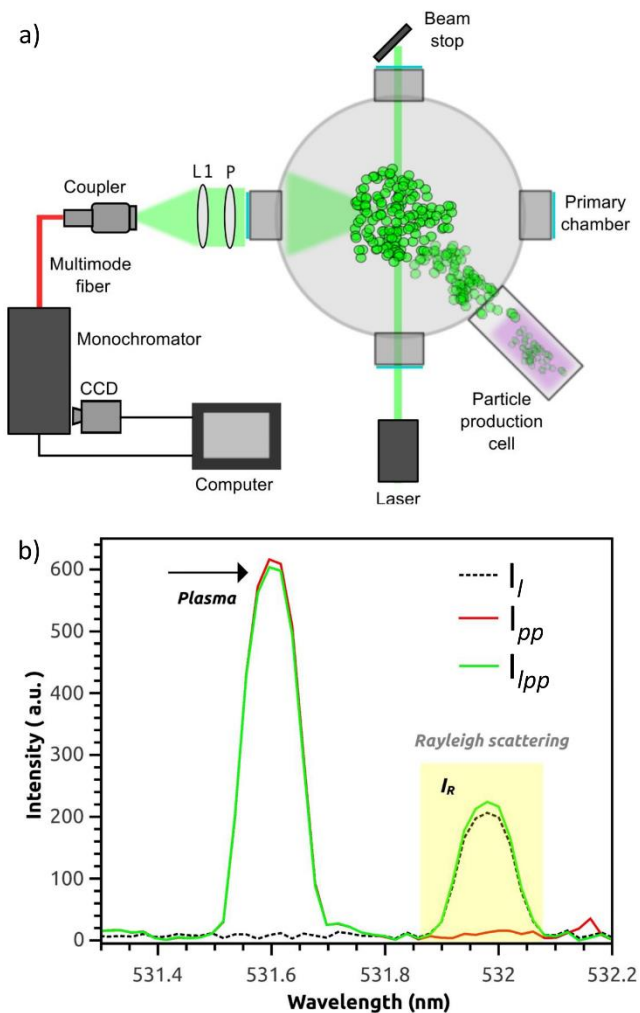 a)
Beam
stop
L1 P
Coupler
Primary
chamber
Multimode
fiber
Monochromator
CCD
Particle
production
cell
Computer
Laser
b)
600
500
400
300
200
100
0
Intensity ( a.u. )
Plasma
I_l
I_pp
I_lpp
Rayleigh scattering
I_R
531.4
531.6
531.8
532
532.2
Wavelength (nm)